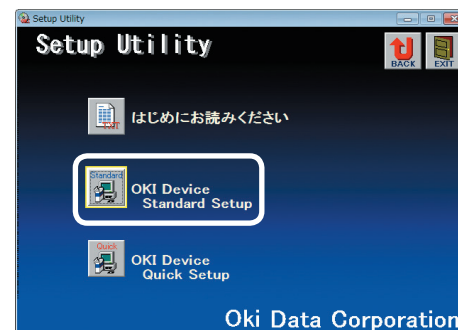 Setup Utility
Setup Utility
BACK
EXIT
TEXT
はじめにお読みください
Standard
OKI Device
Standard Setup
Quick
OKI Device
Quick Setup
Oki Data Corporation